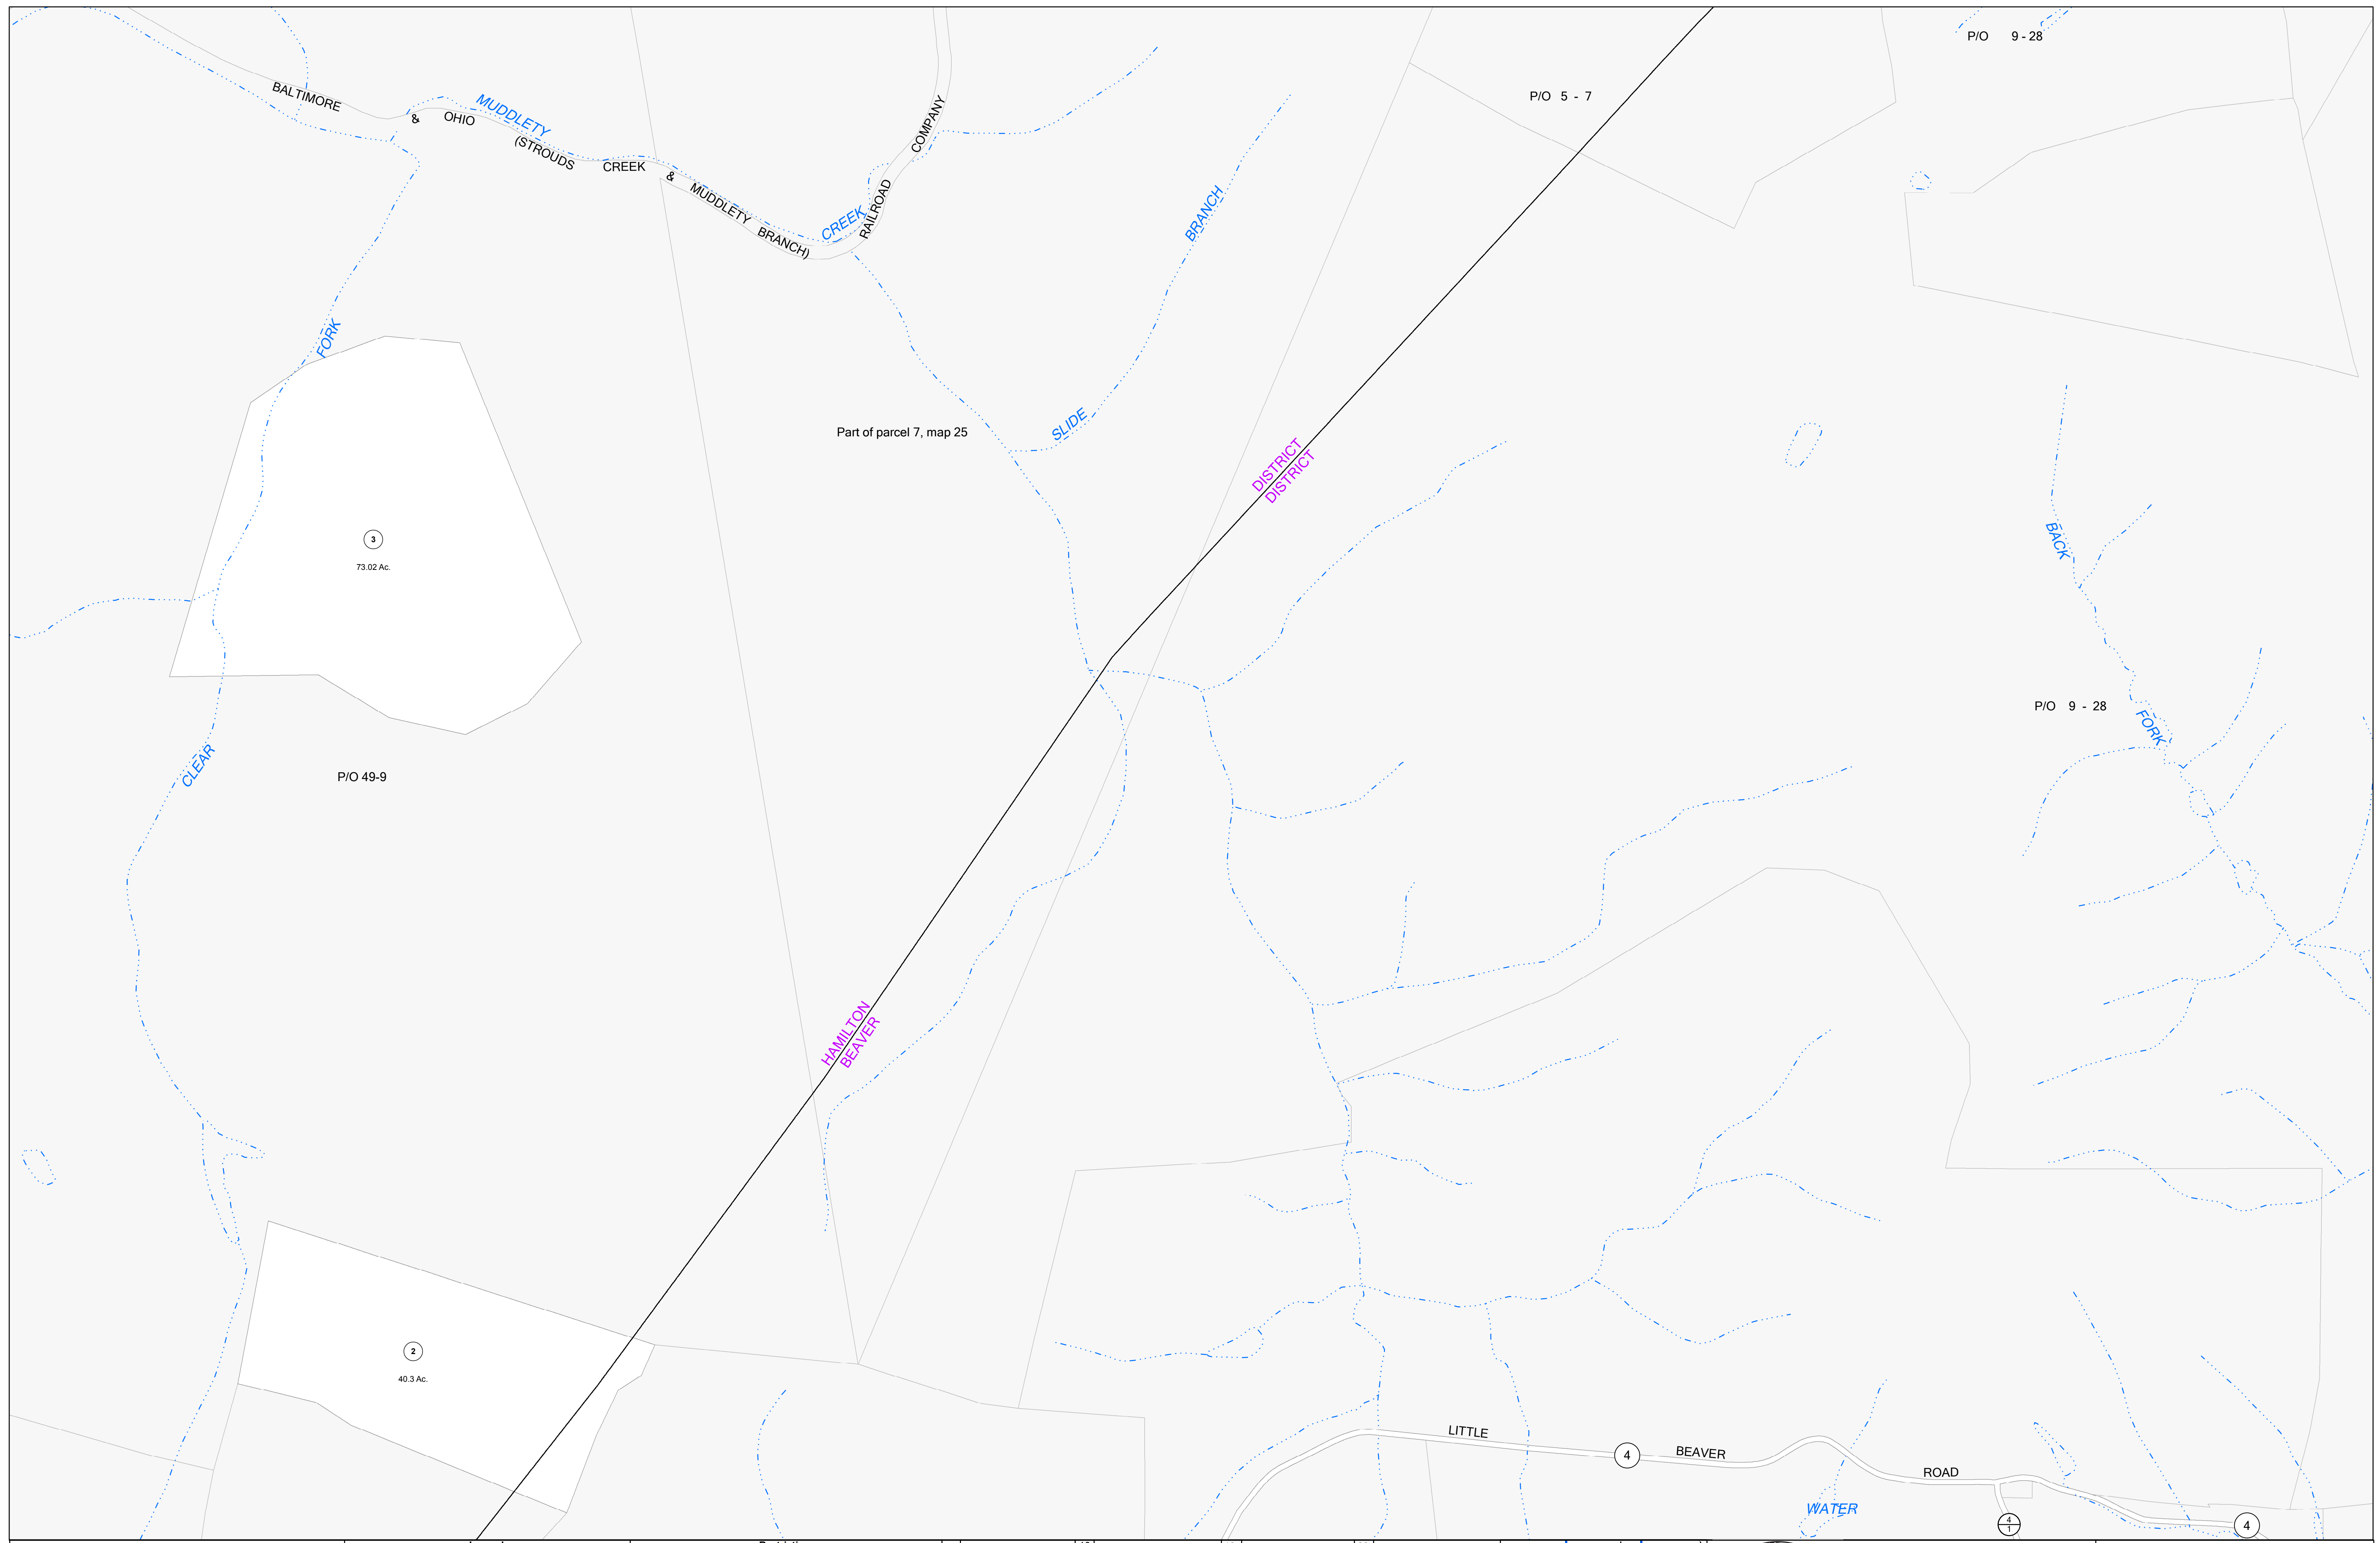 P/O 9 - 28
BALTIMORE & OHIO (STROUDS CREEK & MUDDLETY BRANCH) RAILROAD COMPANY
MUDDLETY CREEK
P/O 5 - 7
SLIDE BRANCH
FORK
Part of parcel 7, map 25
DISTRICT
DISTRICT
3
73.02 Ac.
BACK
FORK
P/O 9 - 28
CLEAR
P/O 49-9
HAMILTON
BEAVER
2
40.3 Ac.
LITTLE 4 BEAVER ROAD
WATER
4
1
4